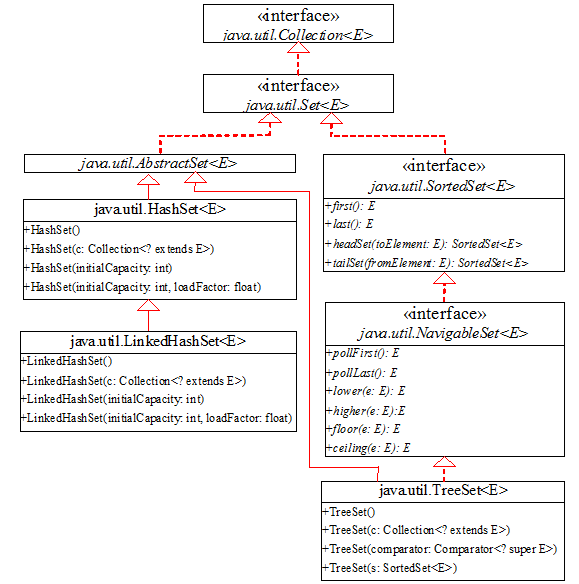 «interface»
java.util.Collection<E>
«interface»
java.util.Set<E>
java.util.AbstractSet<E>
java.util.HashSet<E>
+HashSet()
+HashSet(c: Collection<? extends E>)
+HashSet(initialCapacity: int)
+HashSet(initialCapacity: int, loadFactor: float)
java.util.LinkedHashSet<E>
+LinkedHashSet()
+LinkedHashSet(c: Collection<? extends E>)
+LinkedHashSet(initialCapacity: int)
+LinkedHashSet(initialCapacity: int, loadFactor: float)
«interface»
java.util.SortedSet<E>
+first(): E
+last(): E
+headSet(toElement: E): SortedSet<E>
+tailSet(fromElement: E): SortedSet<E>
«interface»
java.util.NavigableSet<E>
+pollFirst(): E
+pollLast(): E
+lower(e: E): E
+higher(e: E):E
+floor(e: E): E
+ceiling(e: E): E
java.util.TreeSet<E>
+TreeSet()
+TreeSet(c: Collection<? extends E>)
+TreeSet(comparator: Comparator<? super E>)
+TreeSet(s: SortedSet<E>)